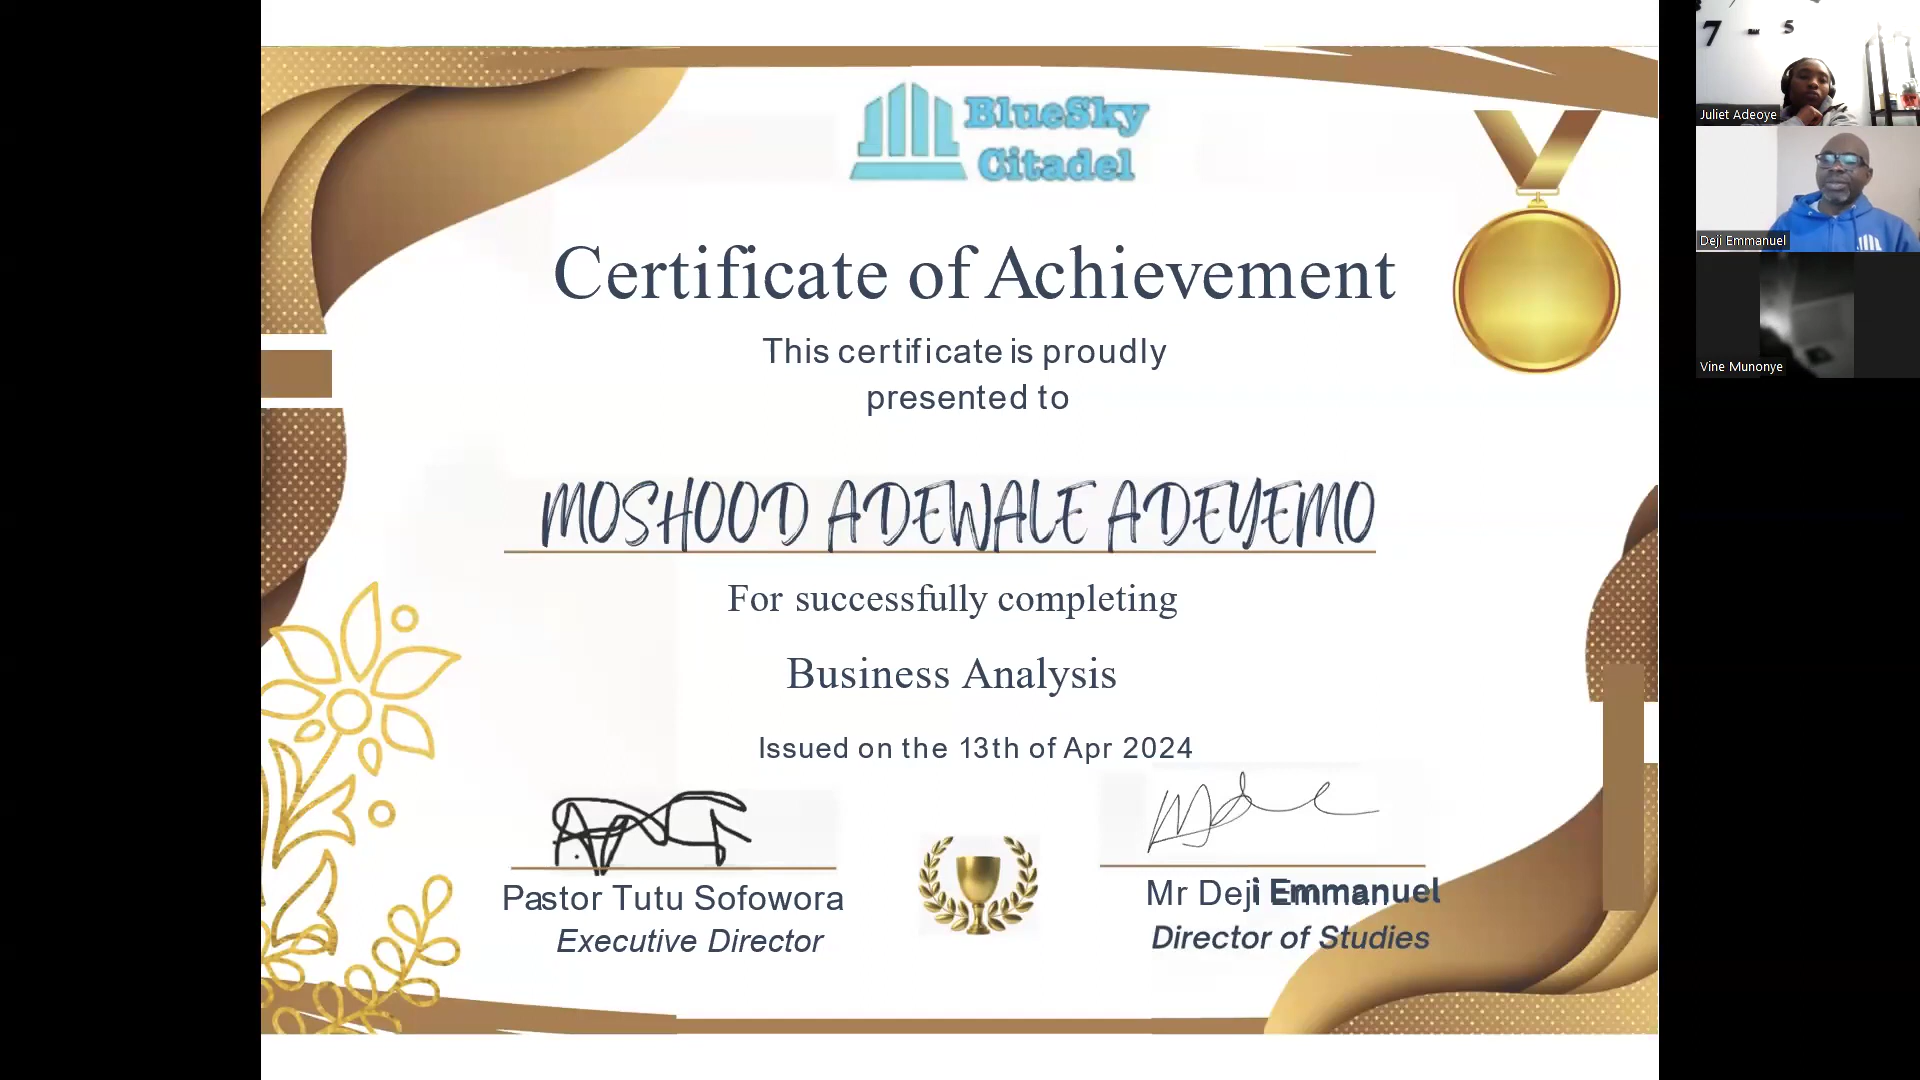 BlueSky
Citadel
Certificate of Achievement
This certificate is proudly
presented to
MOSHOOD ADEWALE ADEYEMO
For successfully completing
Business Analysis
Issued on the 13th of Apr 2024
Pastor Tutu Sofowora
Executive Director
Mr Deji Emmanuel
Director of Studies
7 5
Juliet Adeoye
Deji Emmanuel
Vine Munonye